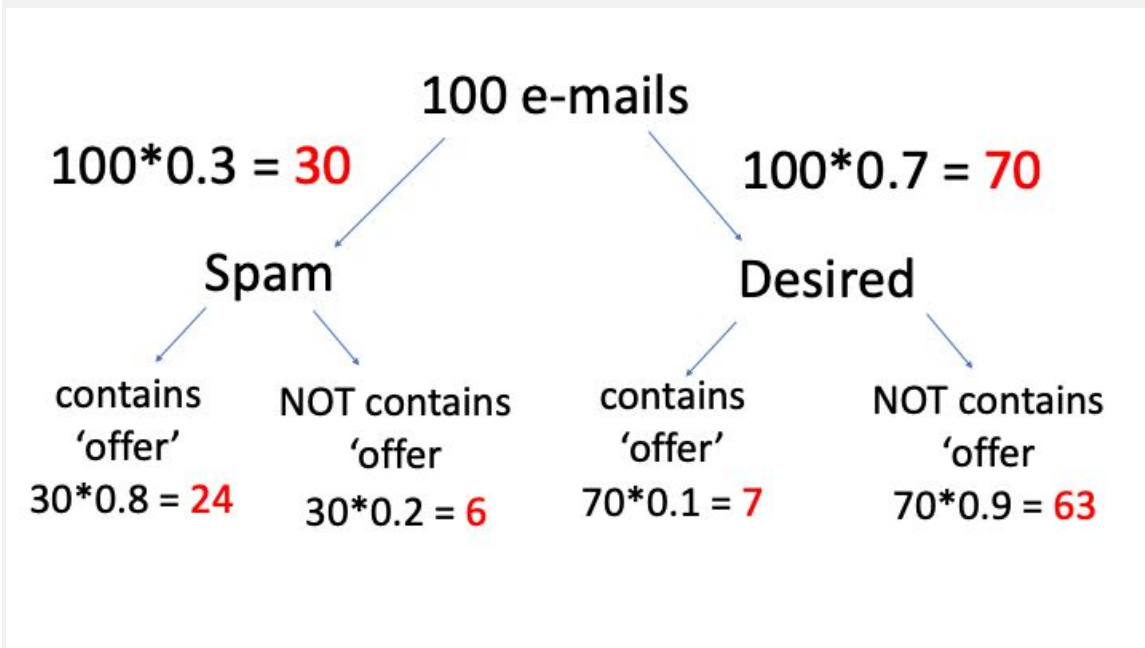 100 e-mails
100*0.3 = 30
100*0.7 = 70
Spam
Desired
contains
‘offer’
30*0.8 = 24
NOT contains
‘offer
30*0.2 = 6
contains
‘offer’
70*0.1 = 7
NOT contains
‘offer
70*0.9 = 63